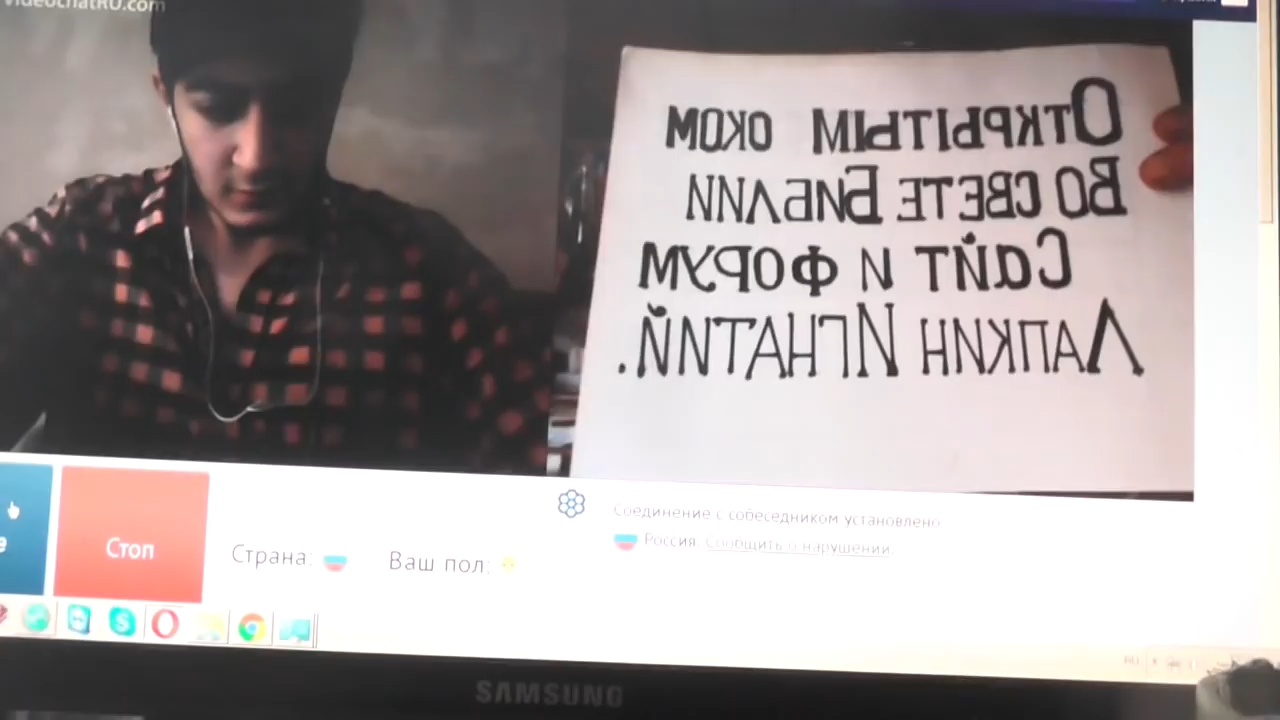 videochatRU.com
Открытым оком
Во свете Библии
Сайт и форум
Лапкин Игнатий.
Соединение с собеседником установлено
Россия Сообщить о нарушении.
Стоп
Страна: Ваш пол:
RU
SAMSUNG